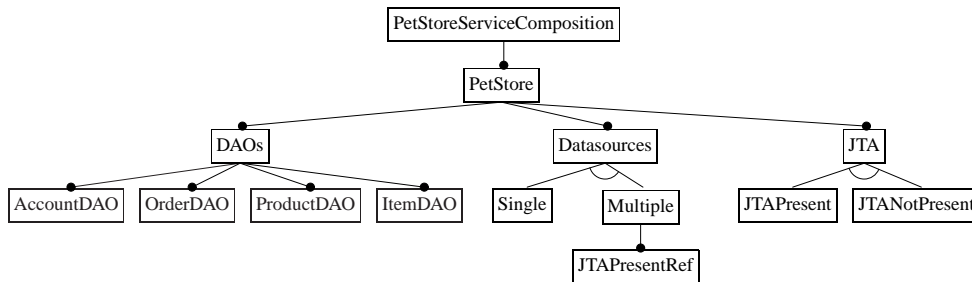 PetStoreServiceComposition
PetStore
DAOs
Datasources
JTA
AccountDAO
OrderDAO
ProductDAO
ItemDAO
Single
Multiple
JTAPresent
JTANotPresent
JTAPresentRef